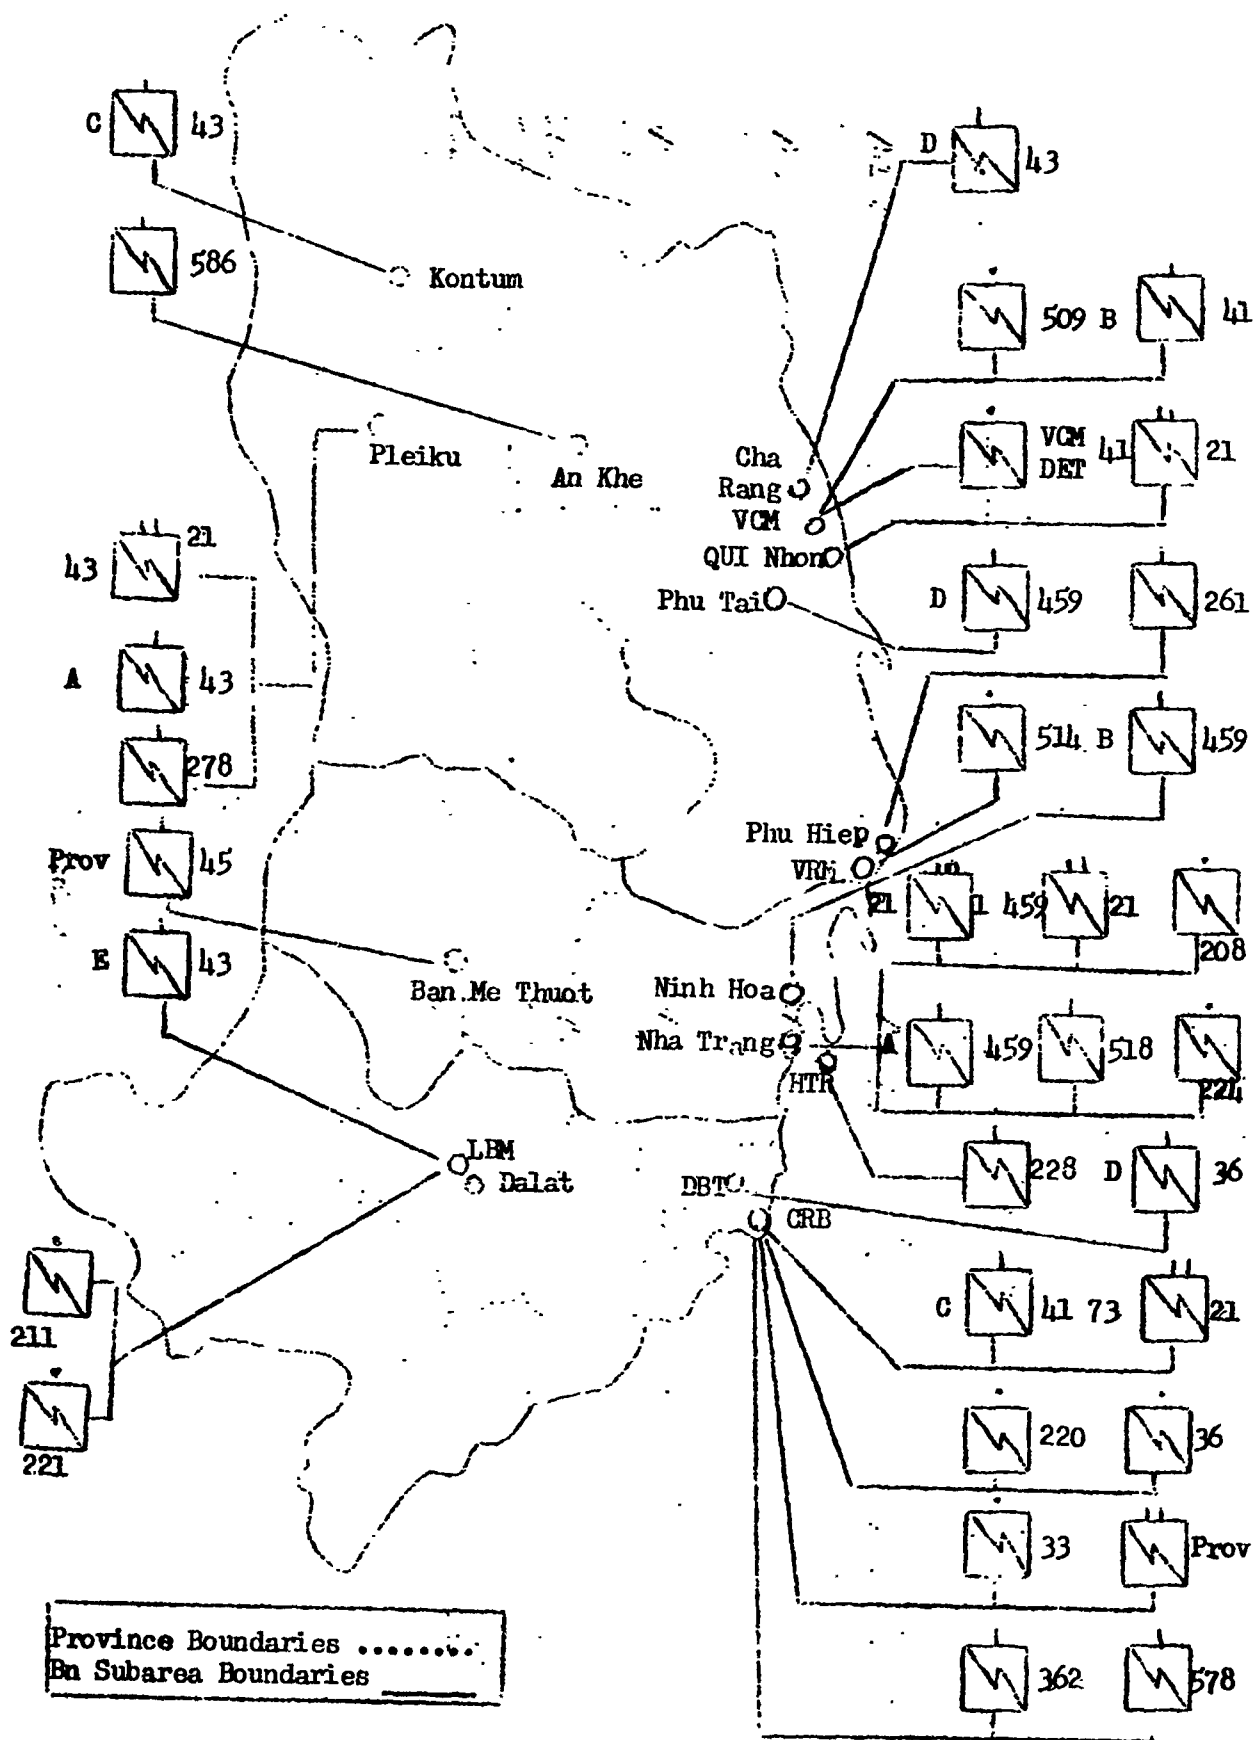 C 43
D 43
586
Kontum
509 B 41
Pleiku
An Khe
Cha
Rang
VCM
DET
41 21
VCM
QUI Nhon
21
43
Phu Tai
D 459
261
A 43
278
514 B 459
Prov 45
Phu Hiep
VRM
21 1 459 21
208
E 43
Ban Me Thuot
Ninh Hoa
Nha Trang
A 459 518
224
HTR
LBM
Dalat
228 D 36
DBT
CRB
C 41 73 21
211
220 36
221
33 Prov
362 578
Province Boundaries ........
Bn Subarea Boundaries